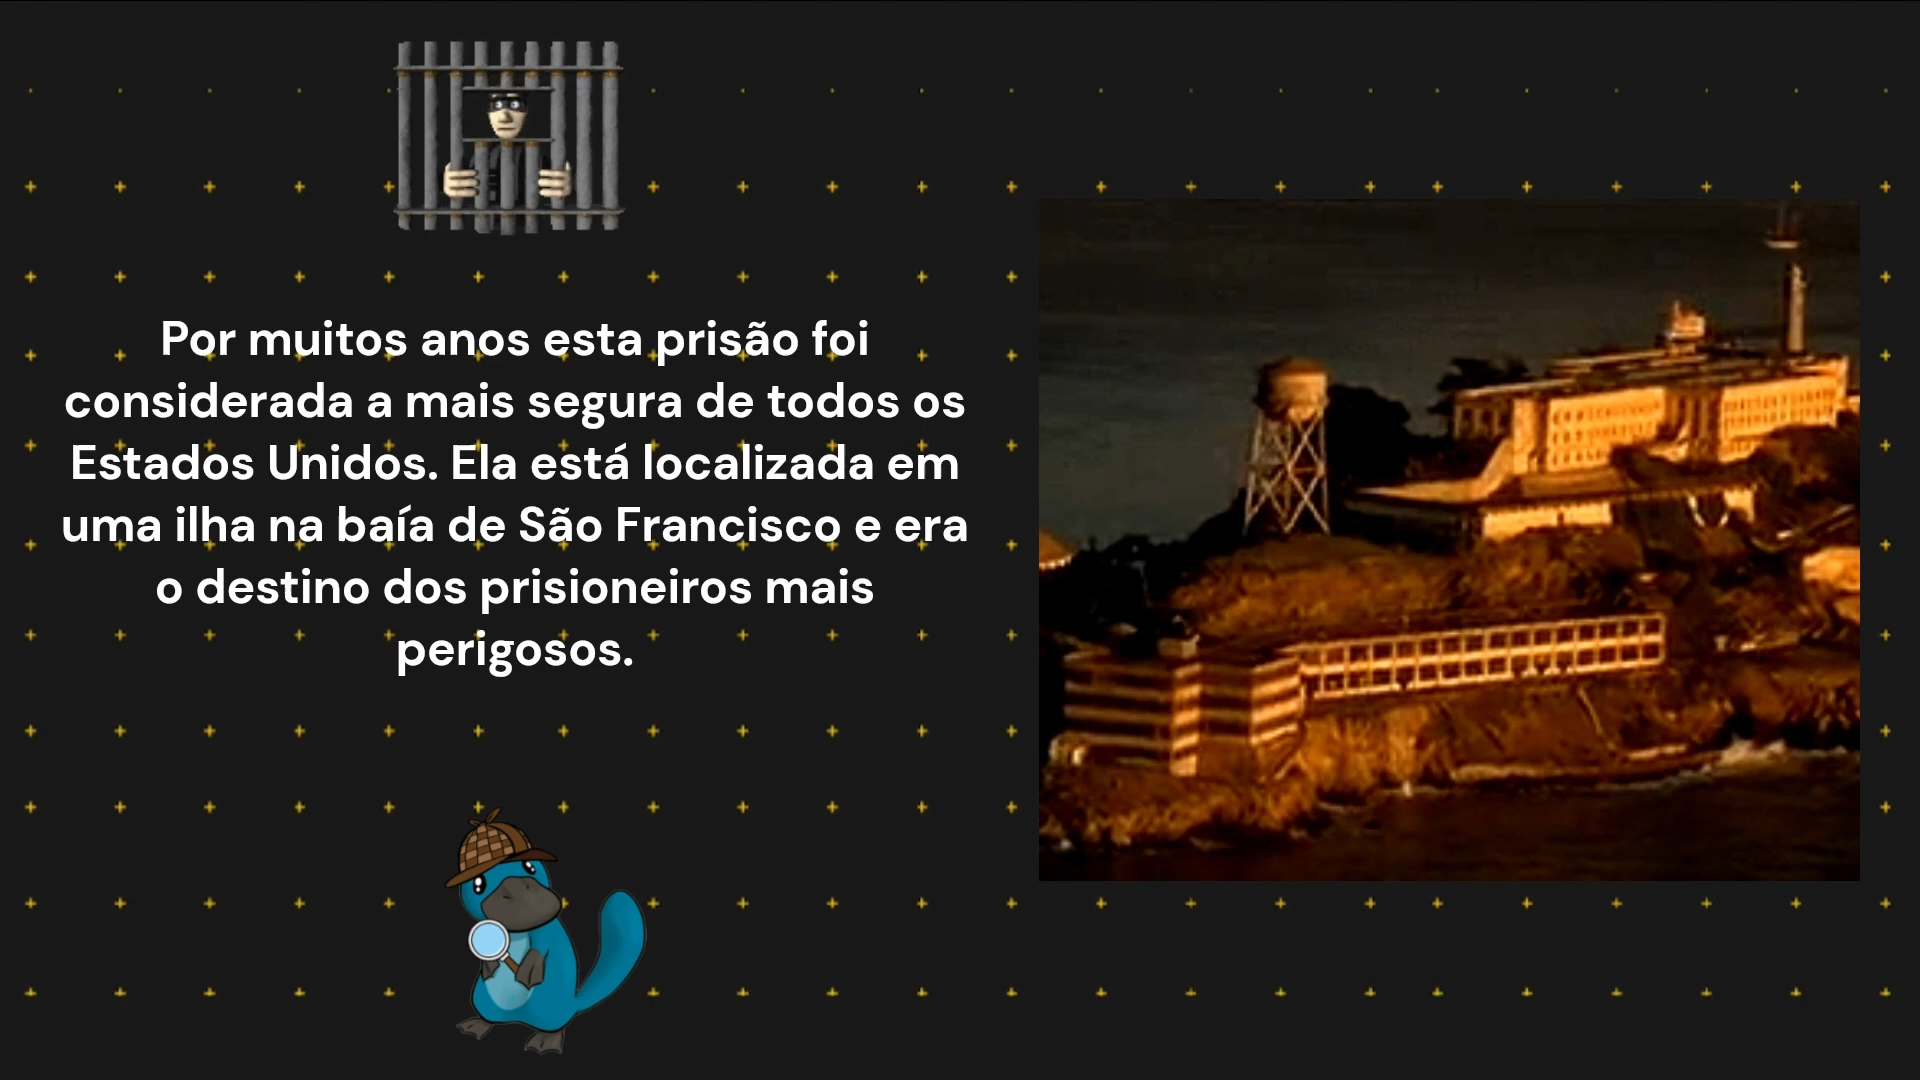 Por muitos anos esta prisão foi
considerada a mais segura de todos os
Estados Unidos. Ela está localizada em
uma ilha na baía de São Francisco e era
o destino dos prisioneiros mais
perigosos.